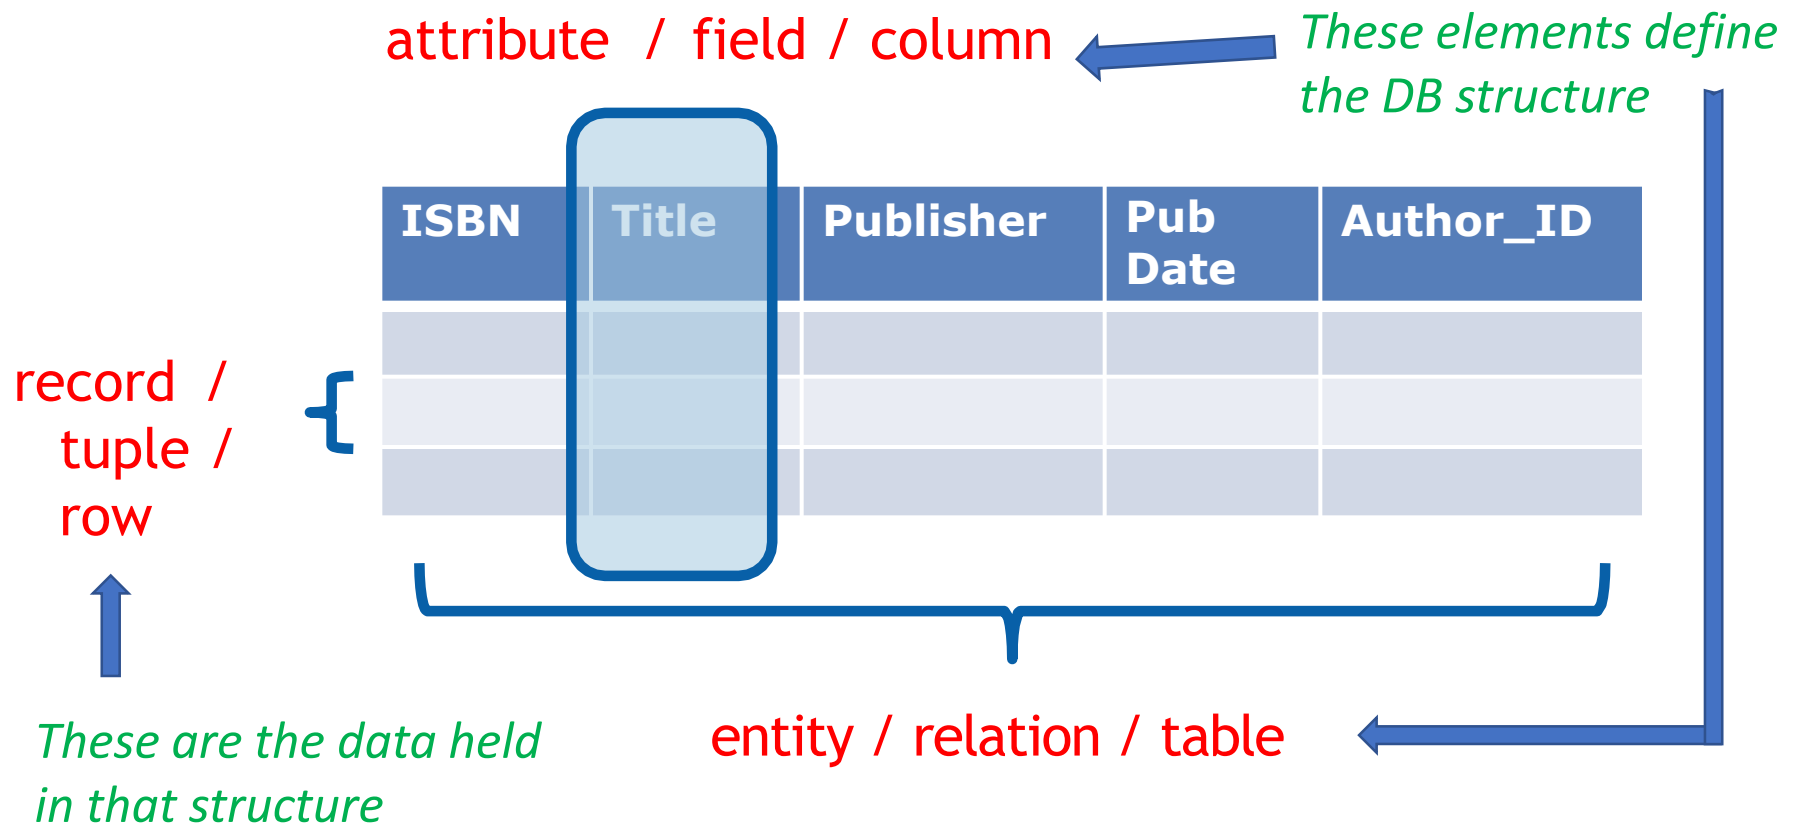 attribute / field / column
These elements define
the DB structure
ISBN
Title
Publisher
Pub
Date
Author_ID
record /
tuple /
row
These are the data held
in that structure
entity / relation / table